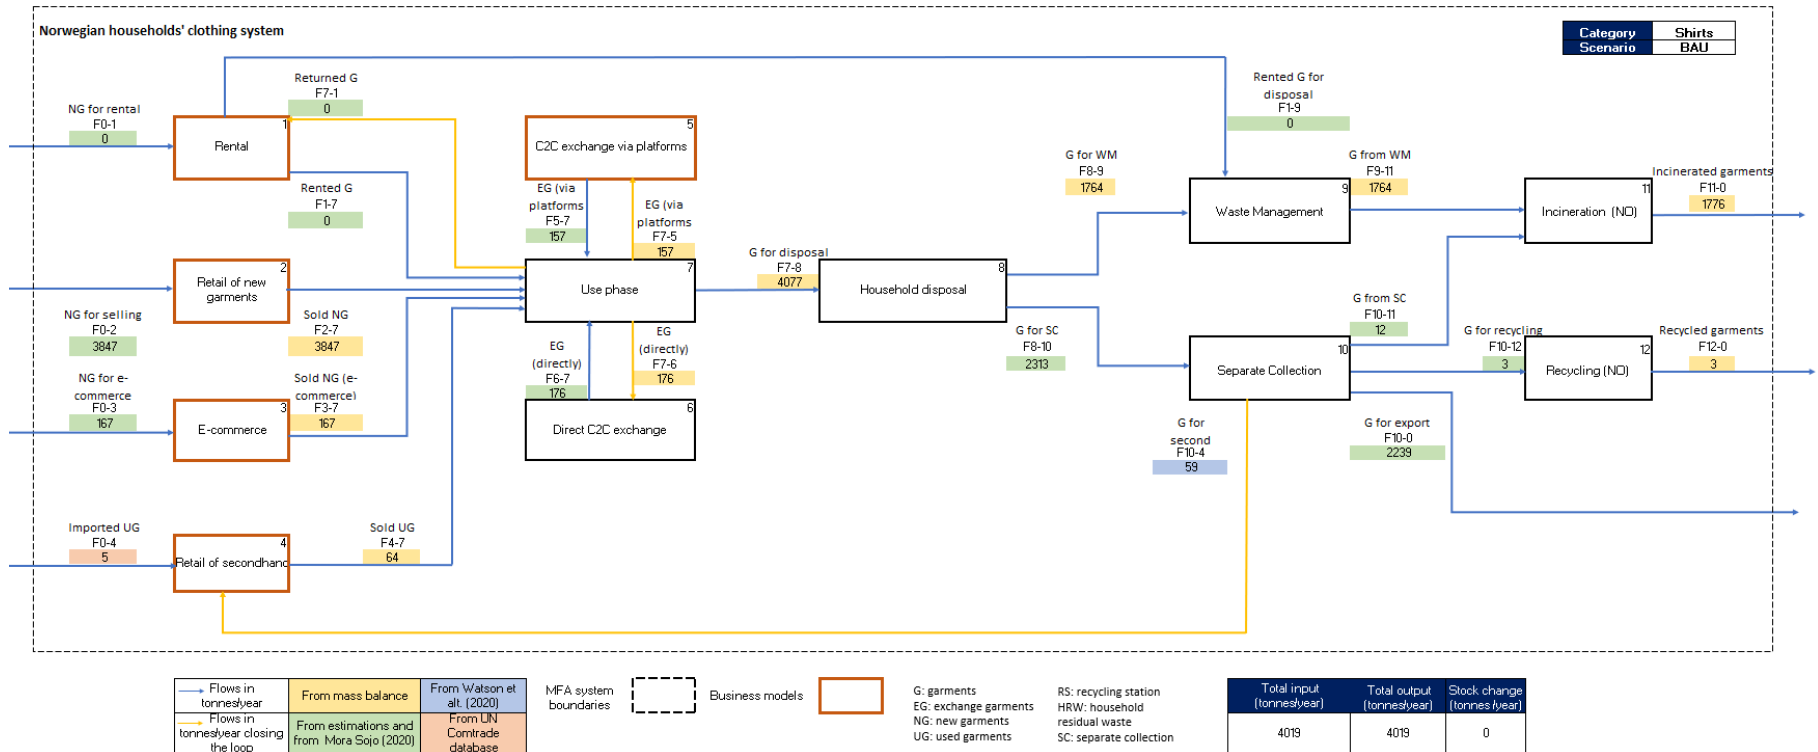 Norwegian households' clothing system
Category Shirts
Scenario BAU
NG for rental
F0-1
0
Rental
1
Returned G
F7-1
0
Rented G
F1-7
0
Rented G for
disposal
F1-9
0
C2C exchange via platforms
5
EG (via
platforms
F5-7
157
EG (via
platforms
F7-5
157
Retail of new
garments
2
NG for selling
F0-2
3847
Sold NG
F2-7
3847
Use phase
7
G for disposal
F7-8
4077
Household disposal
8
G for WM
F8-9
1764
Waste Management
9
G from WM
F9-11
1764
Incineration (NO)
11
Incinerated garments
F11-0
1776
NG for e-
commerce
F0-3
167
E-commerce
3
Sold NG (e-
commerce)
F3-7
167
EG
(directly)
F6-7
176
EG
(directly)
F7-6
176
Direct C2C exchange
6
G for SC
F8-10
2313
Separate Collection
10
G from SC
F10-11
12
G for recycling
F10-12
3
Recycling (NO)
12
Recycled garments
F12-0
3
G for
second
F10-4
59
G for export
F10-0
2239
Imported UG
F0-4
5
Retail of secondhand
4
Sold UG
F4-7
64
Flows in
tonnes/year
From mass balance
From Watson et
alt. (2020)
Flows in
tonnes/year closing
the loop
From estimations and
from Mora Sojo (2020)
From UN
Comtrade
database
MFA system
boundaries
Business models
G: garments
EG: exchange garments
NG: new garments
UG: used garments
RS: recycling station
HRW: household
residual waste
SC: separate collection
Total input
(tonnes/year)
Total output
(tonnes/year)
Stock change
(tonnes /year)
4019 4019 0